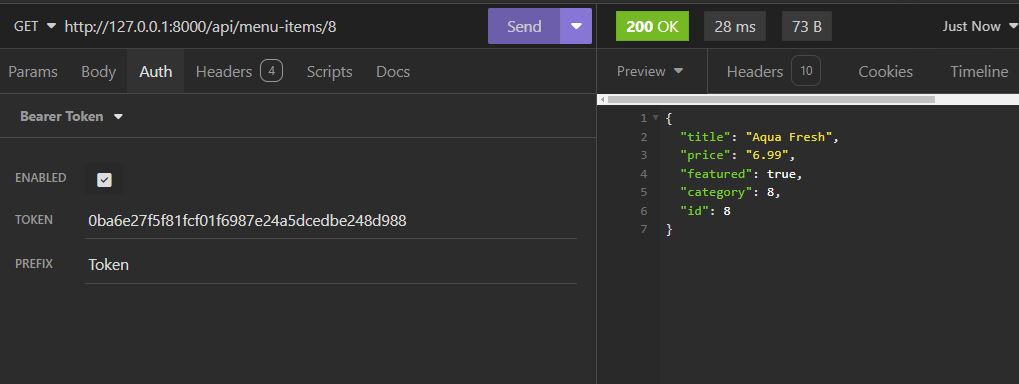 GET http://127.0.0.1:8000/api/menu-items/8 Send
200 OK 28 ms 73 B Just Now
Params Body Auth Headers 4 Scripts Docs
Preview Headers 10 Cookies Timeline
Bearer Token
ENABLED
TOKEN 0ba6e27f5f81fcf01f6987e24a5dcedbe248d988
PREFIX Token
1 {
2 "title": "Aqua Fresh",
3 "price": "6.99",
4 "featured": true,
5 "category": 8,
6 "id": 8
7 }